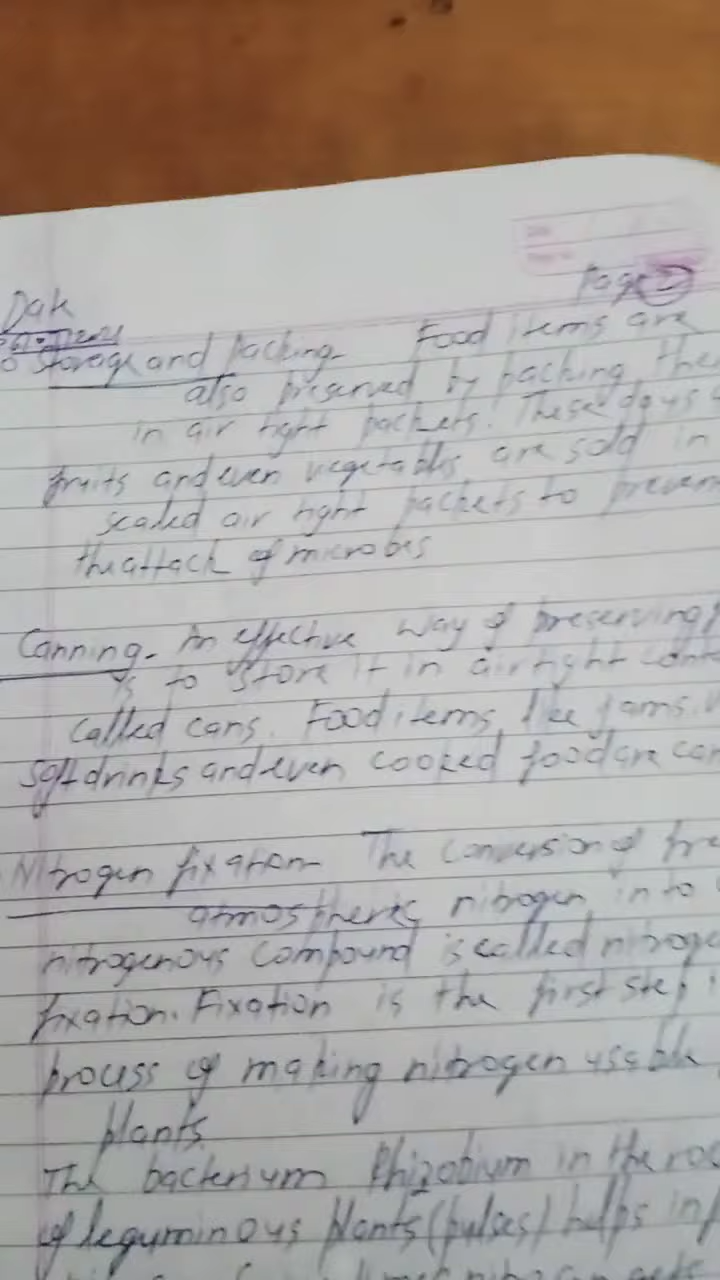 Page 2
Date
Storage and packing- Food items are
also preserved by packing
in air tight packets. These days
fruits and even vegetables are sold in
sealed air tight packets to
the attack of microbes
Canning- An effective way of preserving
is to store it in airtight
called cans. Food items like jams
Soft drinks and even cooked food are
Nitrogen fixation- The conversion of
atmospheric nitrogen into
nitrogenous compound is called
fixation. Fixation is the first step
process of making nitrogen usable
plants.
The bacterium Rhizobium in the
of leguminous plants (pulses) helps in